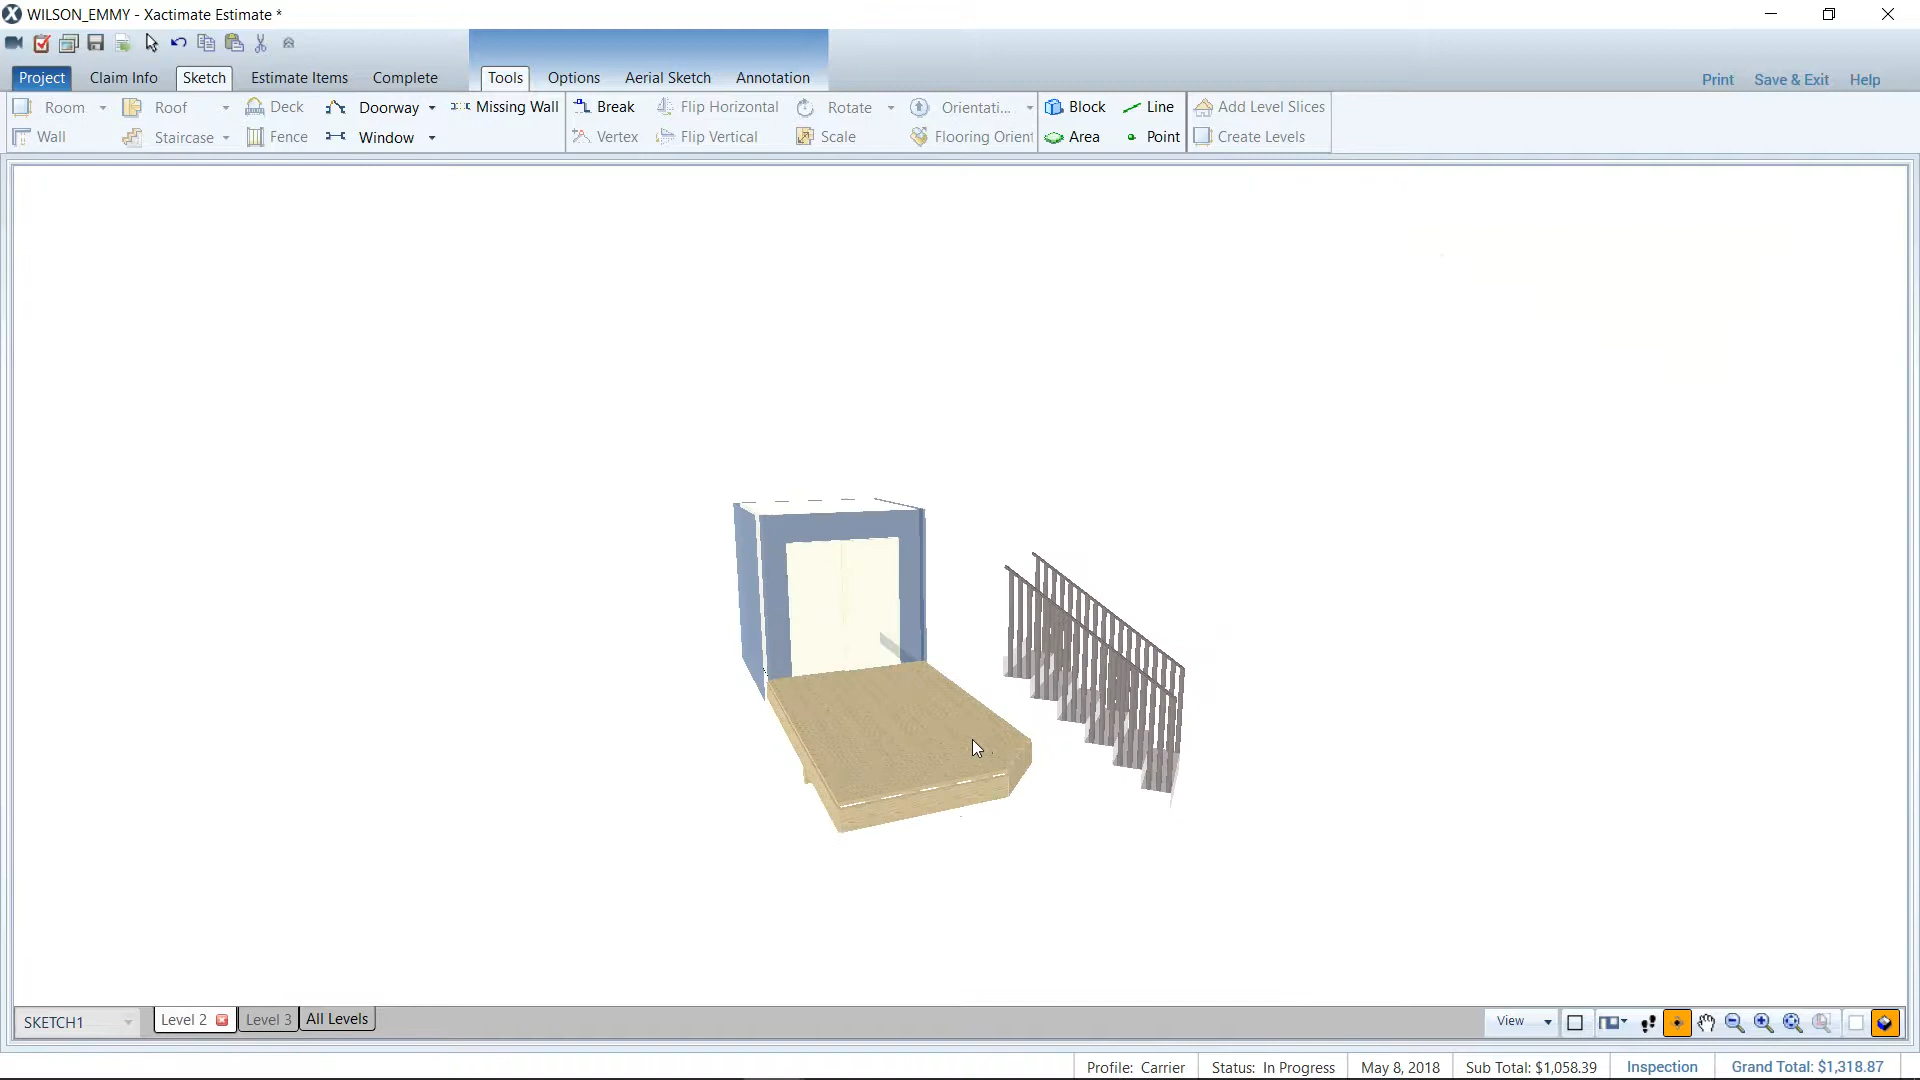 WILSON_EMMY - Xactimate Estimate *
Project Claim Info Sketch Estimate Items Complete Tools Options Aerial Sketch Annotation Print Save & Exit Help
Room Roof Deck Doorway Missing Wall Break Flip Horizontal Rotate Orientati... Block Line Add Level Slices
Wall Staircase Fence Window Vertex Flip Vertical Scale Flooring Orient Area Point Create Levels
SKETCH1 Level 2 Level 3 All Levels View
Profile: Carrier Status: In Progress May 8, 2018 Sub Total: $1,058.39 Inspection Grand Total: $1,318.87